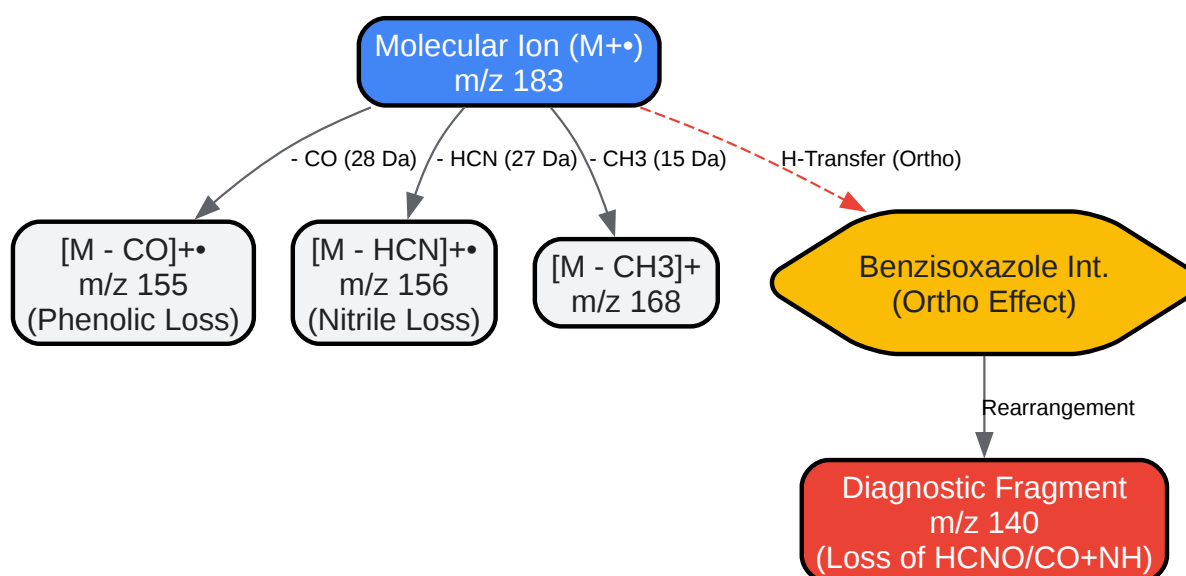 Molecular Ion (M+•)
m/z 183
- CO (28 Da)
- HCN (27 Da)
- CH3 (15 Da)
H-Transfer (Ortho)
[M - CO]+•
m/z 155
(Phenolic Loss)
[M - HCN]+•
m/z 156
(Nitrile Loss)
[M - CH3]+
m/z 168
Benzisoxazole Int.
(Ortho Effect)
Rearrangement
Diagnostic Fragment
m/z 140
(Loss of HCNO/CO+NH)